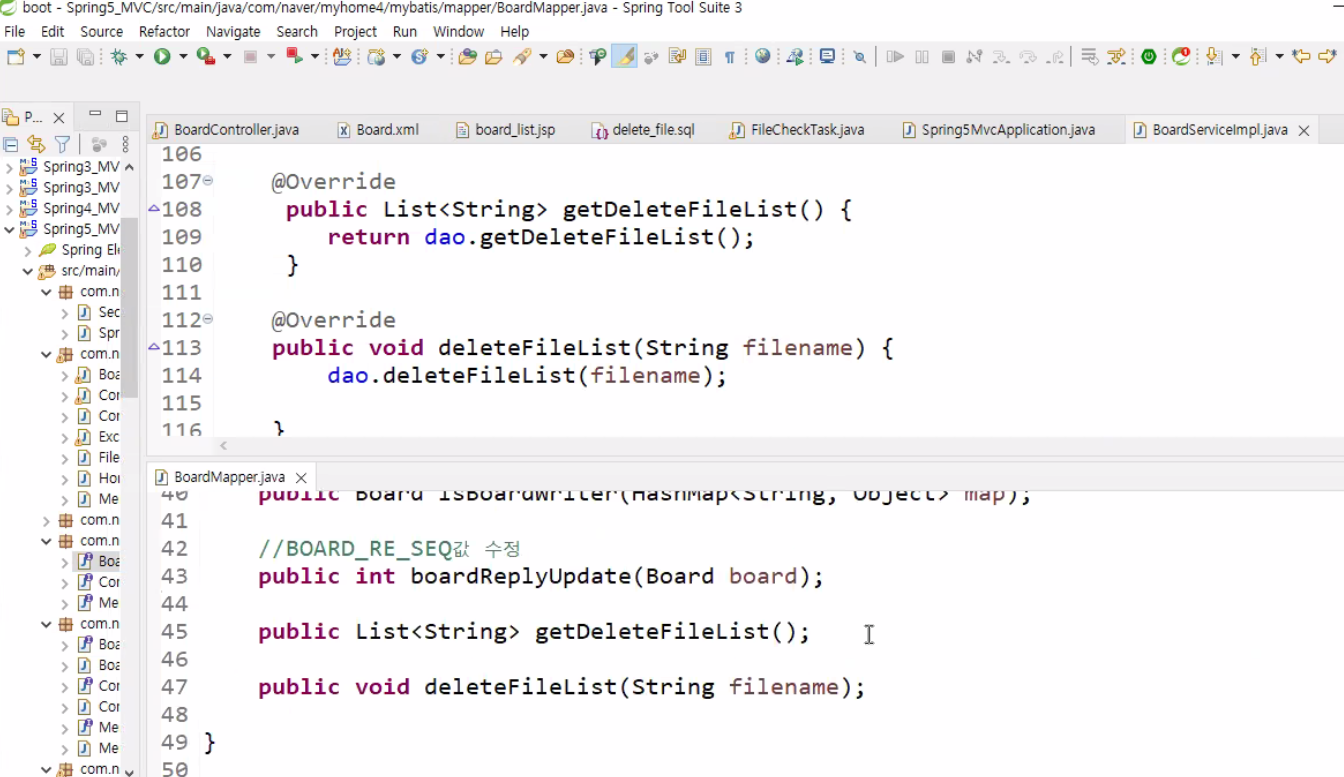 boot - Spring5_MVC/src/main/java/com/naver/myhome4/mybatis/mapper/BoardMapper.java - Spring Tool Suite 3
File Edit Source Refactor Navigate Search Project Run Window Help
P...
BoardController.java Board.xml board_list.jsp delete_file.sql FileCheckTask.java Spring5MvcApplication.java BoardServiceImpl.java
Spring3_MV
Spring3_MV
Spring4_MV
Spring5_MV
Spring Ele
src/main/
com.n
Sec
Spr
com.n
Boa
Cor
Cor
Exc
File
Hor
Me
com.n
com.n
Boa
Cor
Me
com.n
Boa
Boa
Cor
Cor
Me
Me
com.n
106
107 @Override
108 public List<String> getDeleteFileList() {
109 return dao.getDeleteFileList();
110 }
111
112 @Override
113 public void deleteFileList(String filename) {
114 dao.deleteFileList(filename);
115
116 }
BoardMapper.java
40 public Board isBoardWriter(HashMap<String, Object> map);
41
42 //BOARD_RE_SEQ값 수정
43 public int boardReplyUpdate(Board board);
44
45 public List<String> getDeleteFileList();
46
47 public void deleteFileList(String filename);
48
49 }
50